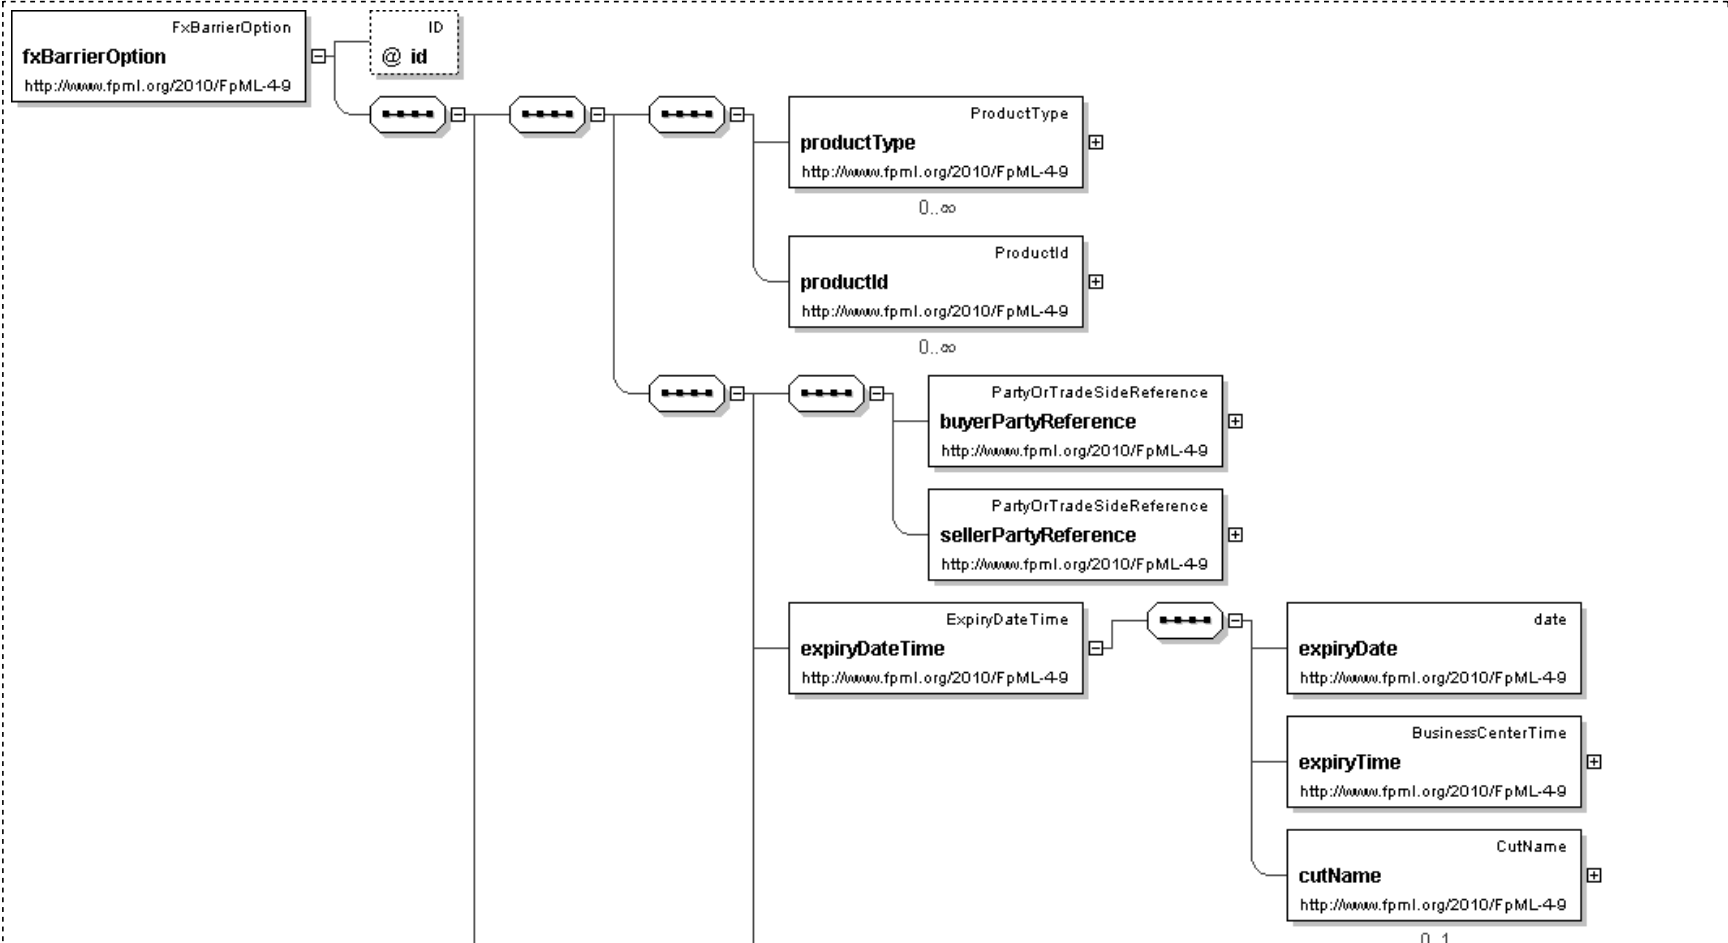 FxBarrierOption
fxBarrierOption
http://www.fpml.org/2010/FpML-4-9
ID
@ id
ProductType
productType
http://www.fpml.org/2010/FpML-4-9
0..∞
ProductId
productId
http://www.fpml.org/2010/FpML-4-9
0..∞
PartyOrTradeSideReference
buyerPartyReference
http://www.fpml.org/2010/FpML-4-9
PartyOrTradeSideReference
sellerPartyReference
http://www.fpml.org/2010/FpML-4-9
ExpiryDateTime
expiryDateTime
http://www.fpml.org/2010/FpML-4-9
date
expiryDate
http://www.fpml.org/2010/FpML-4-9
BusinessCenterTime
expiryTime
http://www.fpml.org/2010/FpML-4-9
CutName
cutName
http://www.fpml.org/2010/FpML-4-9
0..1